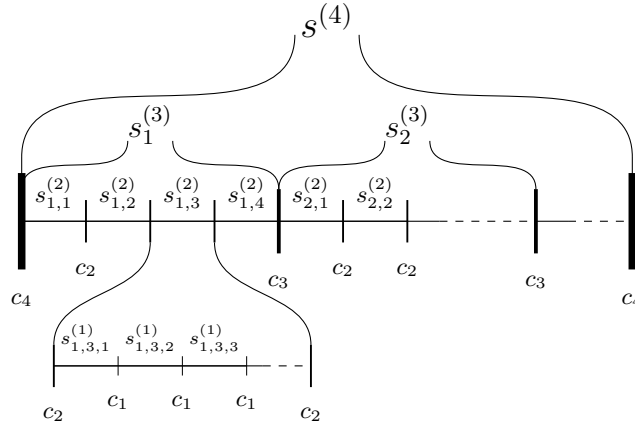 s^{(4)}
s_1^{(3)} s_2^{(3)}
s_{1,1}^{(2)} s_{1,2}^{(2)} s_{1,3}^{(2)} s_{1,4}^{(2)} s_{2,1}^{(2)} s_{2,2}^{(2)}
c_2 c_3 c_2 c_2 c_3
c_4
s_{1,3,1}^{(1)} s_{1,3,2}^{(1)} s_{1,3,3}^{(1)}
c_2 c_1 c_1 c_1 c_2